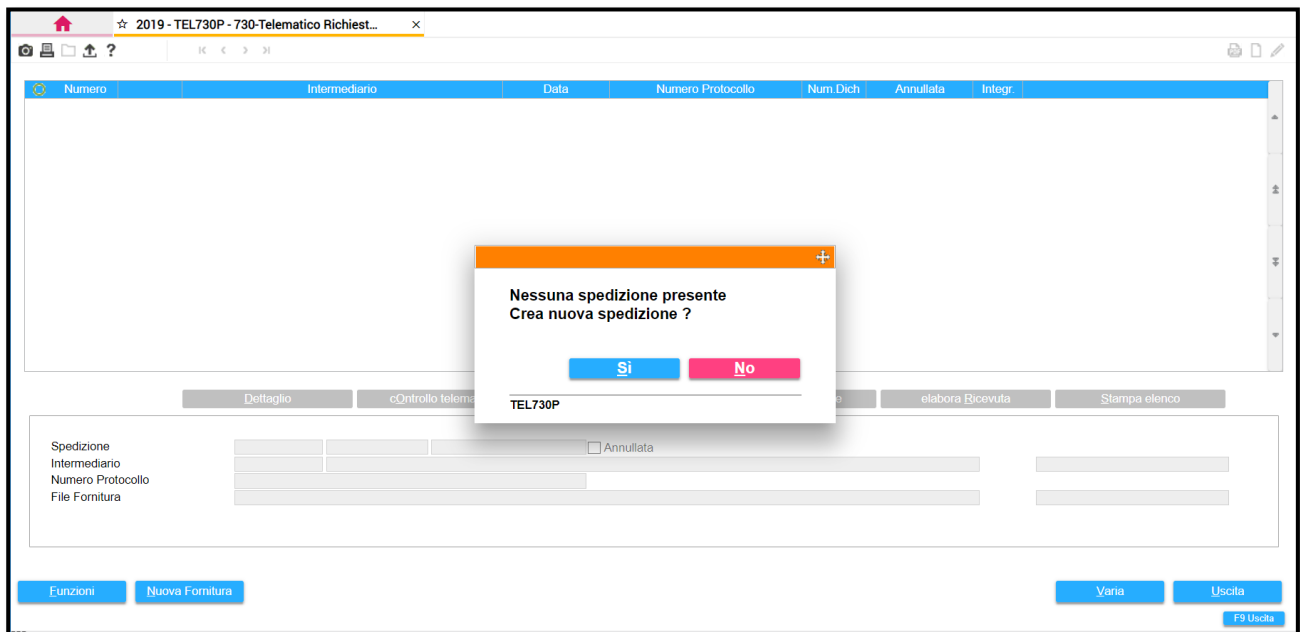 2019 - TEL730P - 730-Telematico Richiest...
Numero Intermediario Data Numero Protocollo Num.Dich Annullata Integr.
Nessuna spedizione presente
Crea nuova spedizione ?
Sì No
TEL730P
Dettaglio cOntrollo telema e elabora Ricevuta Stampa elenco
Spedizione Annullata
Intermediario
Numero Protocollo
File Fornitura
Funzioni Nuova Fornitura Varia Uscita
F9 Uscita